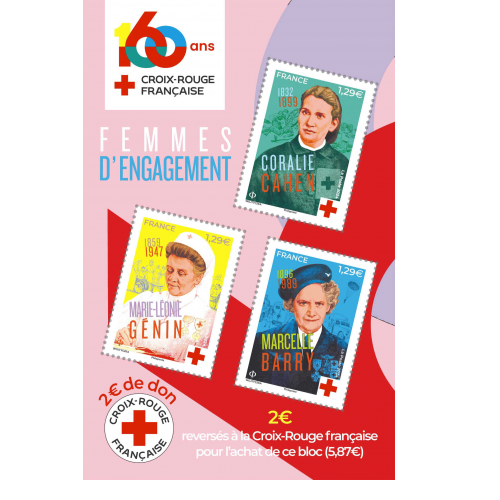 160 ans
CROIX-ROUGE
FRANÇAISE
FEMMES
D'ENGAGEMENT
FRANCE
1,29€
1832
1899
CORALIE
CAHEN
FRANCE
1,29€
1859
1947
MARIE-LÉONIE
GÉNIN
FRANCE
1,29€
MARCELLE
BARRY
2€ de don
CROIX-ROUGE
FRANÇAISE
2€
reversés à la Croix-Rouge française
pour l'achat de ce bloc (5,87€)